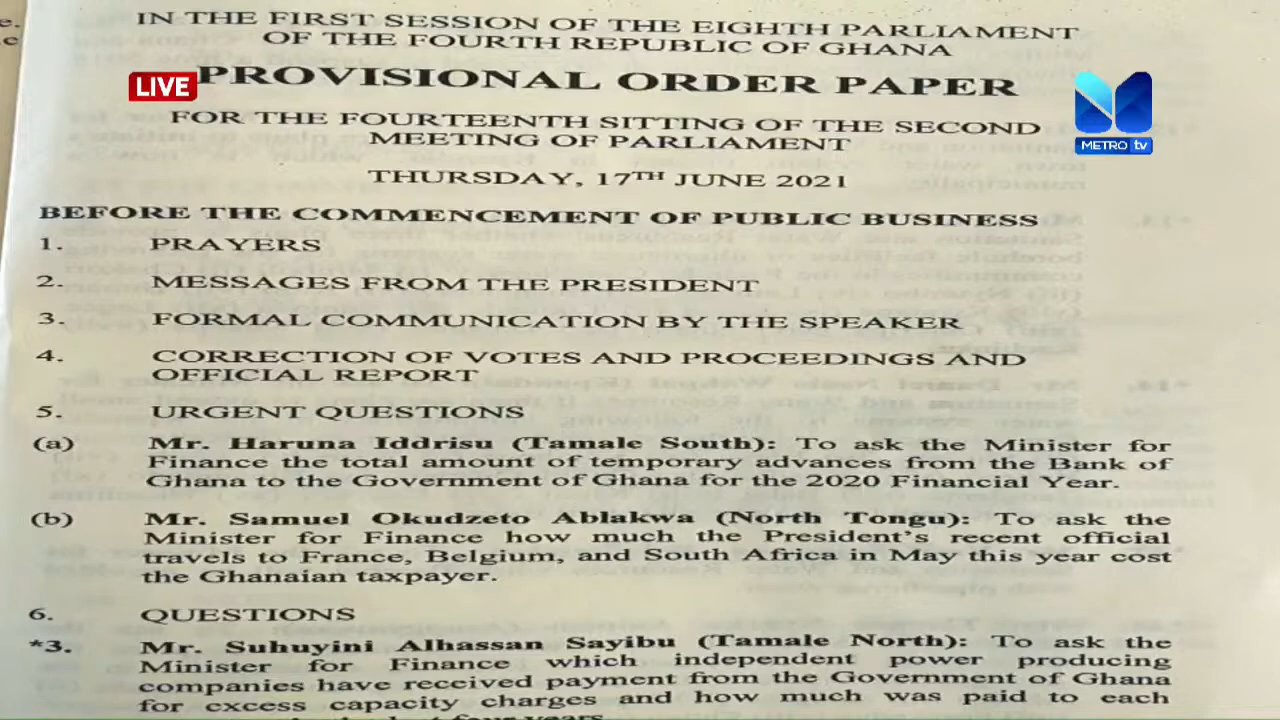 IN THE FIRST SESSION OF THE EIGHTH PARLIAMENT
OF THE FOURTH REPUBLIC OF GHANA
LIVE
PROVISIONAL ORDER PAPER
METRO tv
FOR THE FOURTEENTH SITTING OF THE SECOND
MEETING OF PARLIAMENT
THURSDAY, 17TH JUNE 2021
BEFORE THE COMMENCEMENT OF PUBLIC BUSINESS
1. PRAYERS
2. MESSAGES FROM THE PRESIDENT
3. FORMAL COMMUNICATION BY THE SPEAKER
4. CORRECTION OF VOTES AND PROCEEDINGS AND
OFFICIAL REPORT
5. URGENT QUESTIONS
(a) Mr. Haruna Iddrisu (Tamale South): To ask the Minister for
Finance the total amount of temporary advances from the Bank of
Ghana to the Government of Ghana for the 2020 Financial Year.
(b) Mr. Samuel Okudzeto Ablakwa (North Tongu): To ask the
Minister for Finance how much the President's recent official
travels to France, Belgium, and South Africa in May this year cost
the Ghanaian taxpayer.
6. QUESTIONS
*3. Mr. Suhuyini Alhassan Sayibu (Tamale North): To ask the
Minister for Finance which independent power producing
companies have received payment from the Government of Ghana
for excess capacity charges and how much was paid to each
four years.